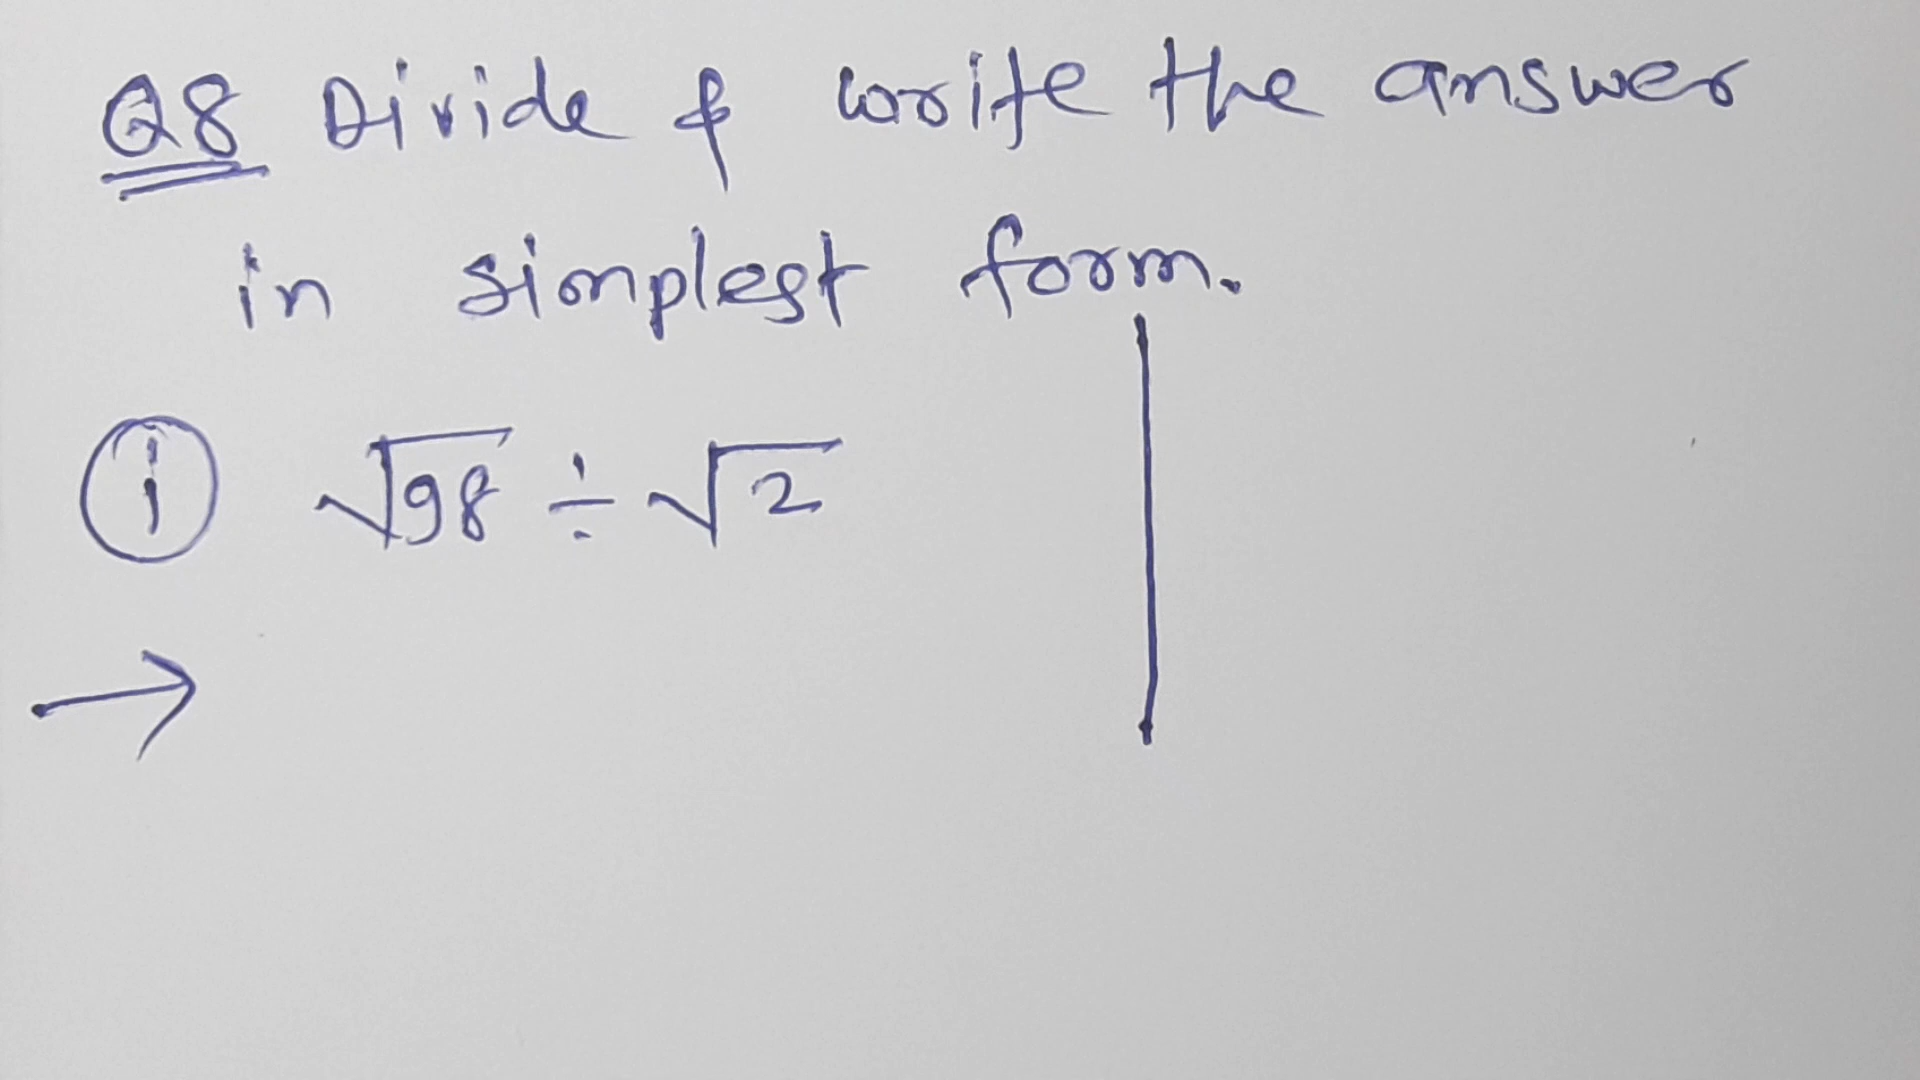 Q8 Divide & write the answer
in simplest form.
i √98 ÷ √2
→